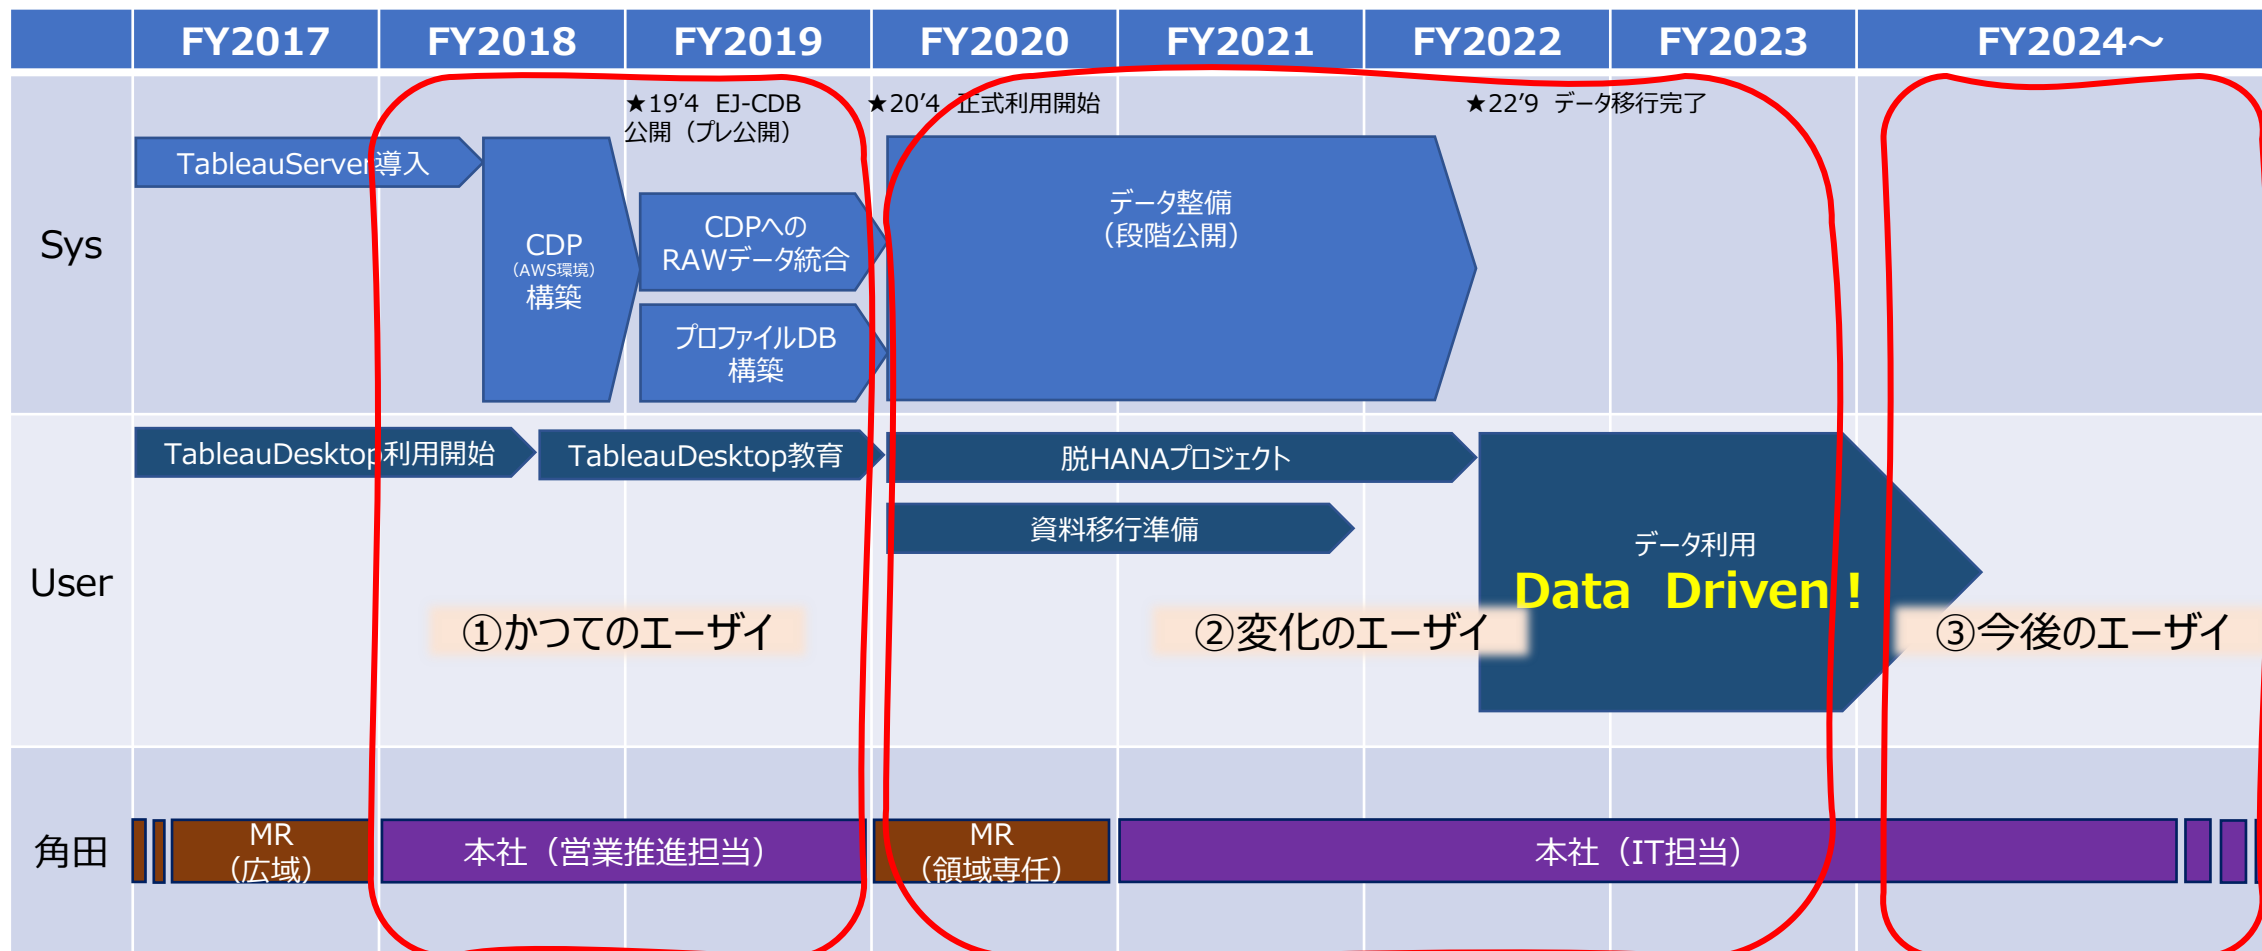 FY2017
FY2018
FY2019
FY2020
FY2021
FY2022
FY2023
FY2024～
Sys
★19’4 EJ-CDB
公開（プレ公開）
★20’4 正式利用開始
★22’9 データ移行完了
TableauServer導入
CDP
（AWS環境）
構築
CDPへの
RAWデータ統合
プロファイルDB
構築
データ整備
（段階公開）
User
TableauDesktop利用開始
TableauDesktop教育
脱HANAプロジェクト
資料移行準備
データ利用
Data Driven！
①かつてのエーザイ
②変化のエーザイ
③今後のエーザイ
角田
MR
（広域）
本社（営業推進担当）
MR
（領域専任）
本社（IT担当）